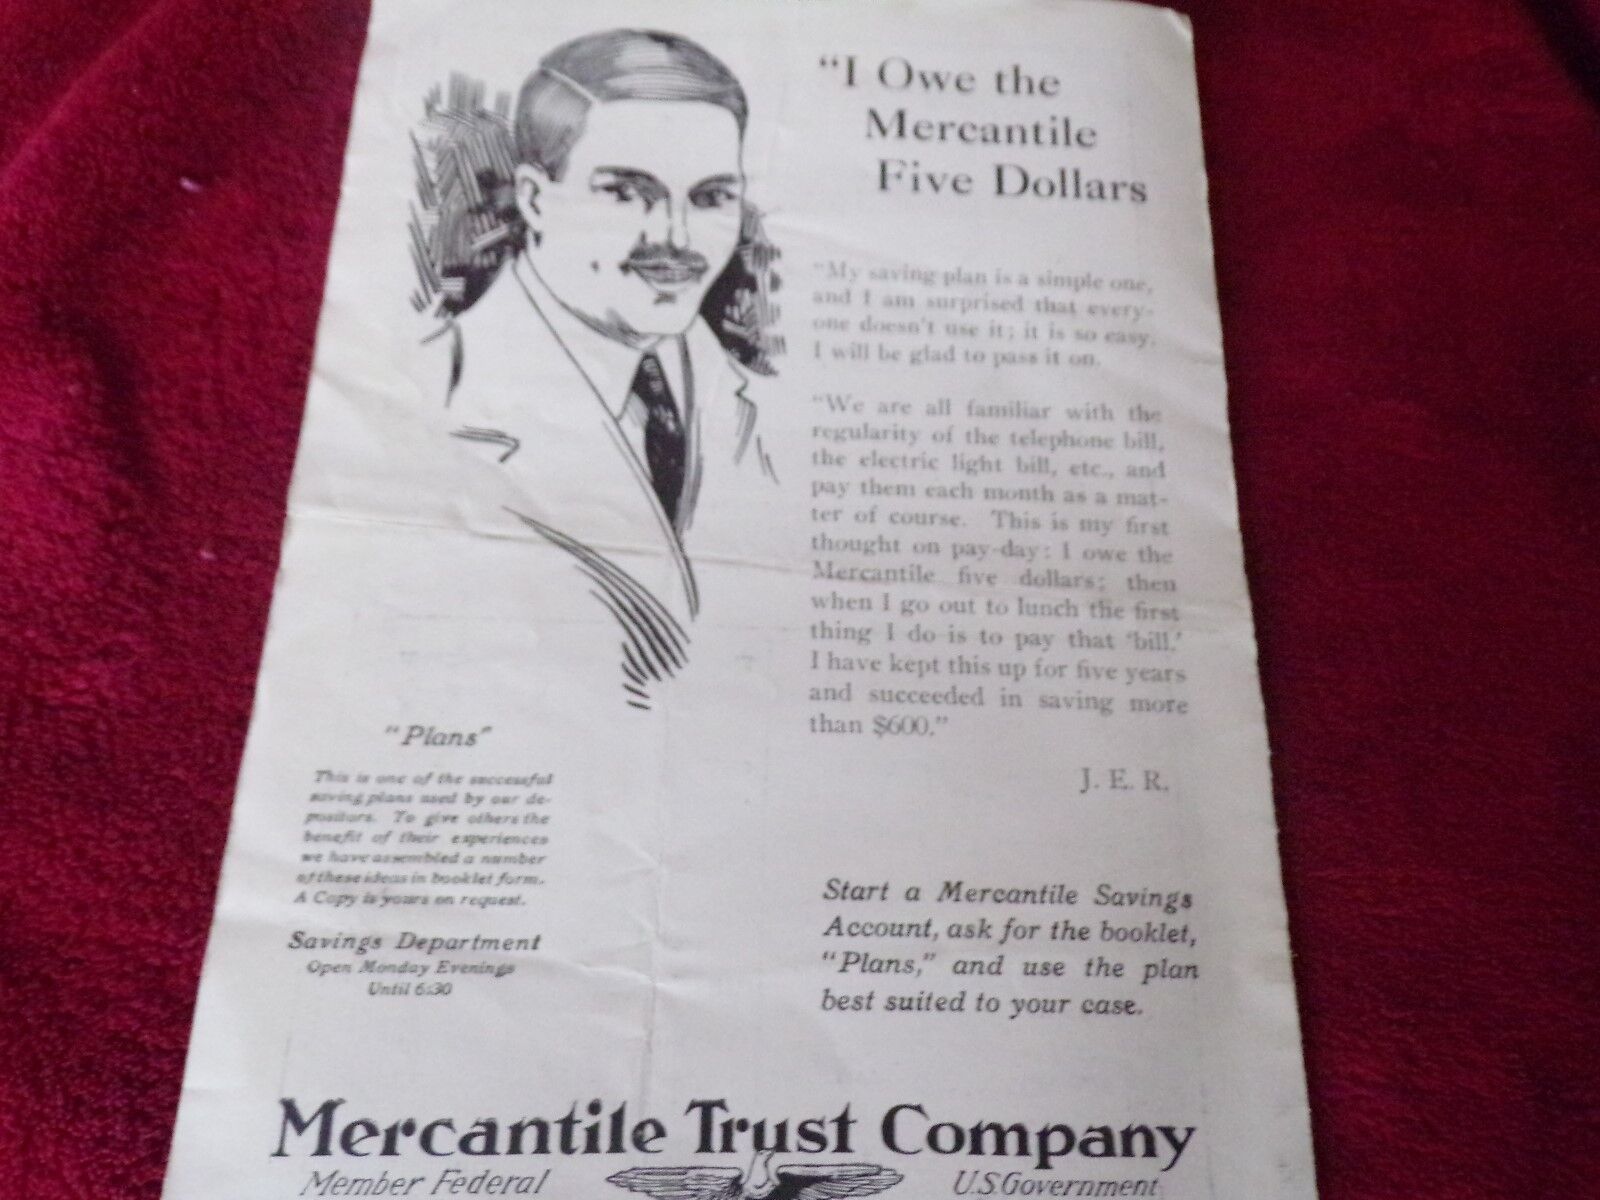 “I Owe the
Mercantile
Five Dollars
“My saving plan is a simple one,
and I am surprised that every-
one doesn't use it; it is so easy.
I will be glad to pass it on.
“We are all familiar with the
regularity of the telephone bill,
the electric light bill, etc., and
pay them each month as a mat-
ter of course. This is my first
thought on pay-day: I owe the
Mercantile five dollars; then
when I go out to lunch the first
thing I do is to pay that ‘bill.’
I have kept this up for five years
and succeeded in saving more
than $600.”
J. E. R.
“Plans”
This is one of the successful
saving plans used by our de-
positors. To give others the
benefit of their experiences
we have assembled a number
of these ideas in booklet form.
A Copy is yours on request.
Savings Department
Open Monday Evenings
Until 6:30
Start a Mercantile Savings
Account, ask for the booklet,
“Plans,” and use the plan
best suited to your case.
Mercantile Trust Company
Member Federal U.S. Government